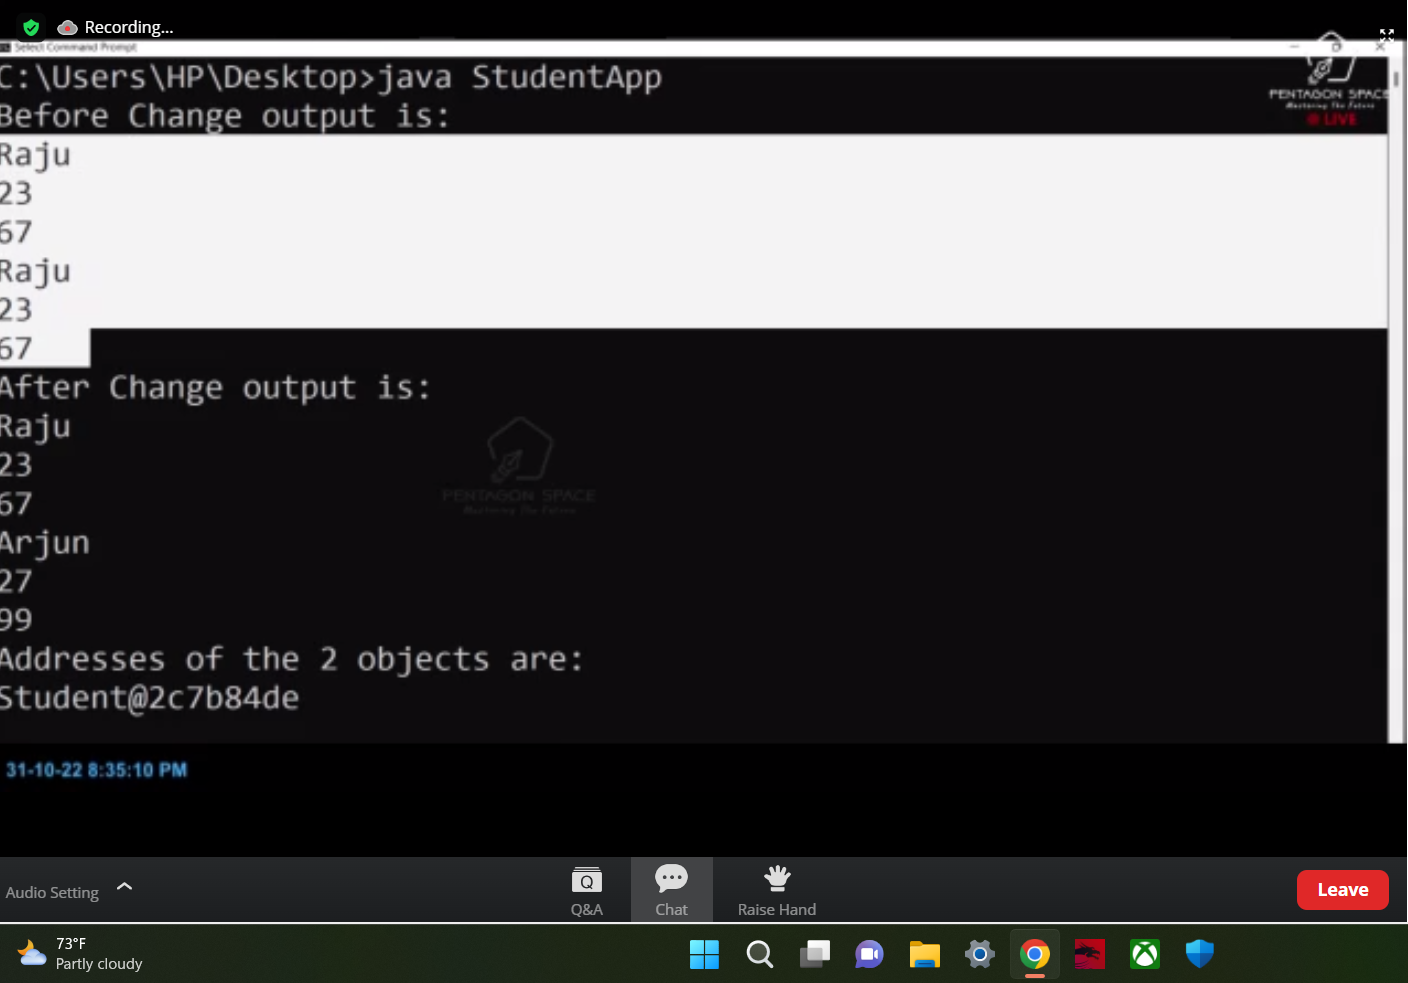 Recording...
Select Command Prompt
C:\Users\HP\Desktop>java StudentApp
Before Change output is:
PENTAGON SPACE
Mastering The Future
LIVE
Raju
23
67
Raju
23
67
After Change output is:
Raju
23
67
PENTAGON SPACE
Mastering The Future
Arjun
27
99
Addresses of the 2 objects are:
Student@2c7b84de
31-10-22 8:35:10 PM
Audio Setting
Q
Q&A
Chat
Raise Hand
Leave
73°F
Partly cloudy